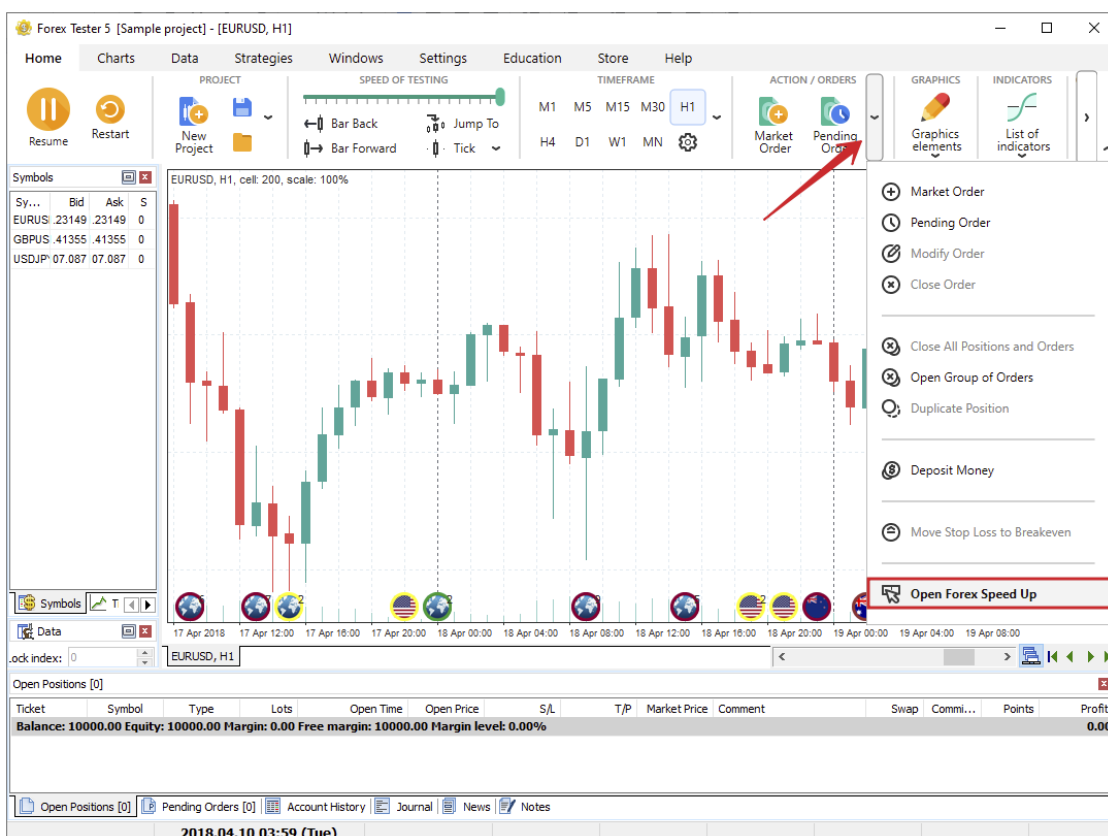 Forex Tester 5 [Sample project] - [EURUSD, H1]
Home Charts Data Strategies Windows Settings Education Store Help
PROJECT SPEED OF TESTING TIMEFRAME ACTION / ORDERS GRAPHICS INDICATORS
Resume
Restart
New
Project
Bar Back Jump To
Bar Forward Tick
M1 M5 M15 M30 H1
H4 D1 W1 MN
Market
Order
Pending
Graphics
elements
List of
indicators
Symbols
Sy... Bid Ask S
EURUS .23149 .23149 0
GBPUS .41355 .41355 0
USDJP 07.087 07.087 0
Symbols
Data
ock index: 0
EURUSD, H1, cell: 200, scale: 100%
Market Order
Pending Order
Modify Order
Close Order
Close All Positions and Orders
Open Group of Orders
Duplicate Position
Deposit Money
Move Stop Loss to Breakeven
Open Forex Speed Up
17 Apr 2018 17 Apr 12:00 17 Apr 16:00 17 Apr 20:00 18 Apr 00:00 18 Apr 04:00 18 Apr 08:00 18 Apr 12:00 18 Apr 16:00 18 Apr 20:00 19 Apr 00:00 19 Apr 04:00 19 Apr 08:00
EURUSD, H1
Open Positions [0]
Ticket Symbol Type Lots Open Time Open Price S/L T/P Market Price Comment Swap Commi... Points Profit
Balance: 10000.00 Equity: 10000.00 Margin: 0.00 Free margin: 10000.00 Margin level: 0.00% 0.00
Open Positions [0] Pending Orders [0] Account History Journal News Notes
2018.04.10 03:59 (Tue)